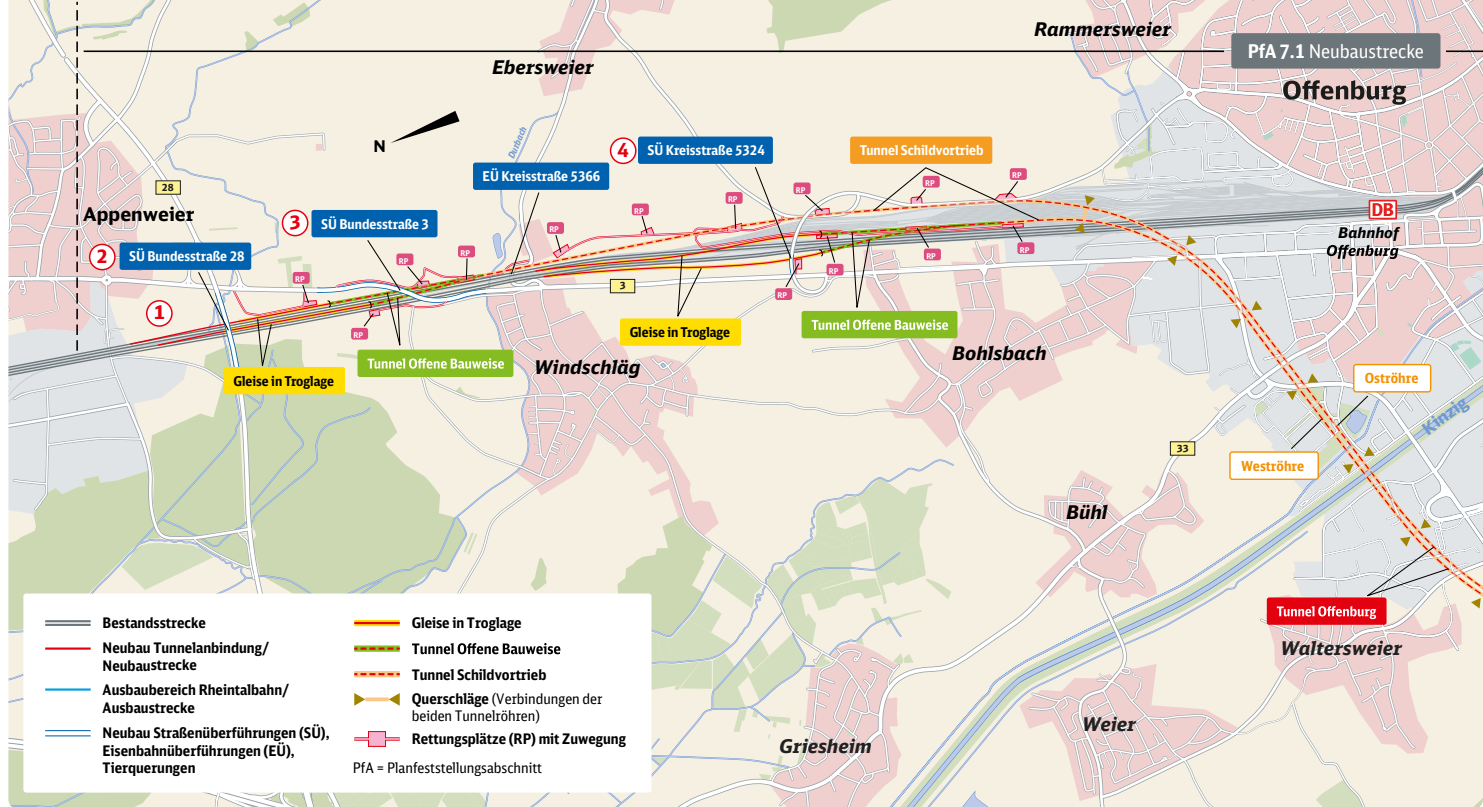 Rammersweier
PfA 7.1 Neubaustrecke
Ebersweier
Offenburg
N
Durbach
4
SÜ Kreisstraße 5324
Tunnel Schildvortrieb
EÜ Kreisstraße 5366
28
RP
RP
RP
Appenweier
3
SÜ Bundesstraße 3
RP
RP
RP
DB
Bahnhof
Offenburg
2
SÜ Bundesstraße 28
RP
RP
RP
RP
RP
RP
3
RP
1
RP
Gleise in Troglage
Tunnel Offene Bauweise
Tunnel Offene Bauweise
Windschläg
Bohlsbach
Gleise in Troglage
Oströhre
Kinzig
33
Weströhre
Bühl
Tunnel Offenburg
Waltersweier
Weier
Griesheim
Bestandsstrecke
Neubau Tunnelanbindung/
Neubaustrecke
Ausbaubereich Rheintalbahn/
Ausbaustrecke
Neubau Straßenüberführungen (SÜ),
Eisenbahnüberführungen (EÜ),
Tierquerungen
Gleise in Troglage
Tunnel Offene Bauweise
Tunnel Schildvortrieb
Querschläge (Verbindungen der
beiden Tunnelröhren)
Rettungsplätze (RP) mit Zuwegung
PfA = Planfeststellungsabschnitt